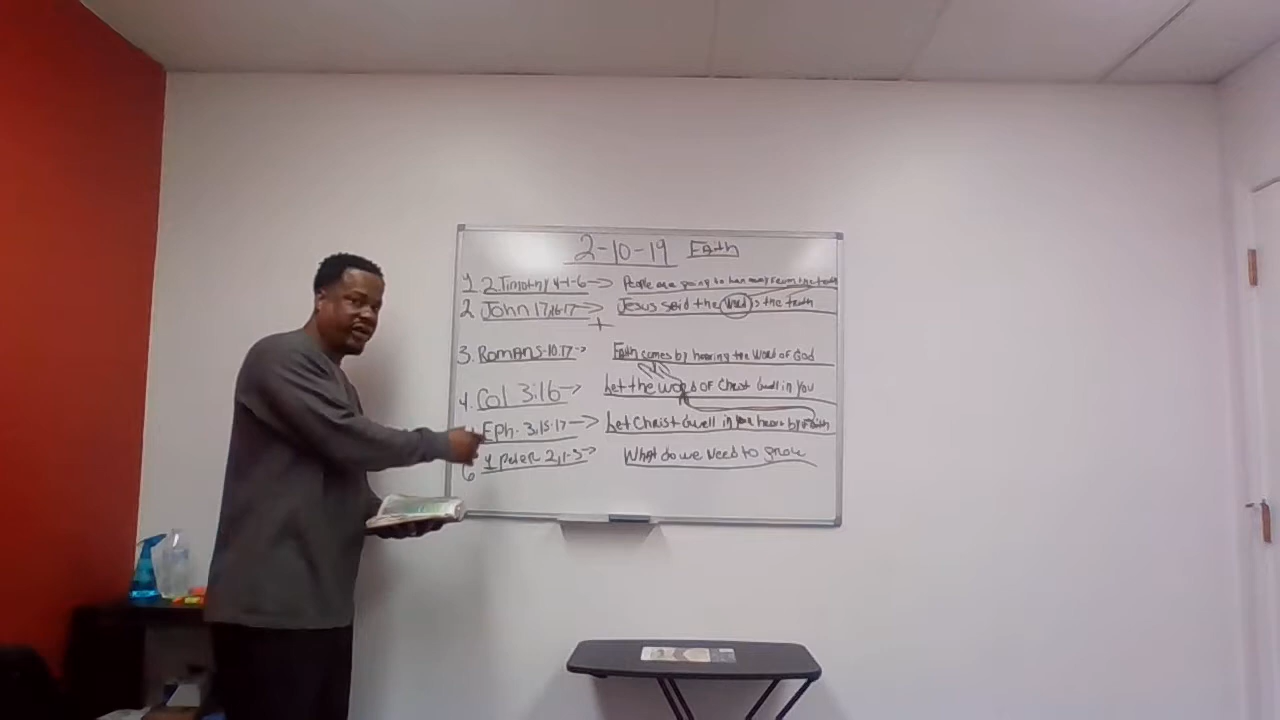 2-10-19 Faith
1 2 Timothy 4-1-6 → People are going to turn away from the truth
2 John 17,16-17 → Jesus said the word is the truth
+
3. Romans-10:17 → Faith comes by hearing the Word of God
4. Col 3:16 → Let the word of Christ dwell in you
Eph. 3,15-17 → Let Christ dwell in your heart by Faith
6 1 Peter 2,1-3 → What do we need to grow